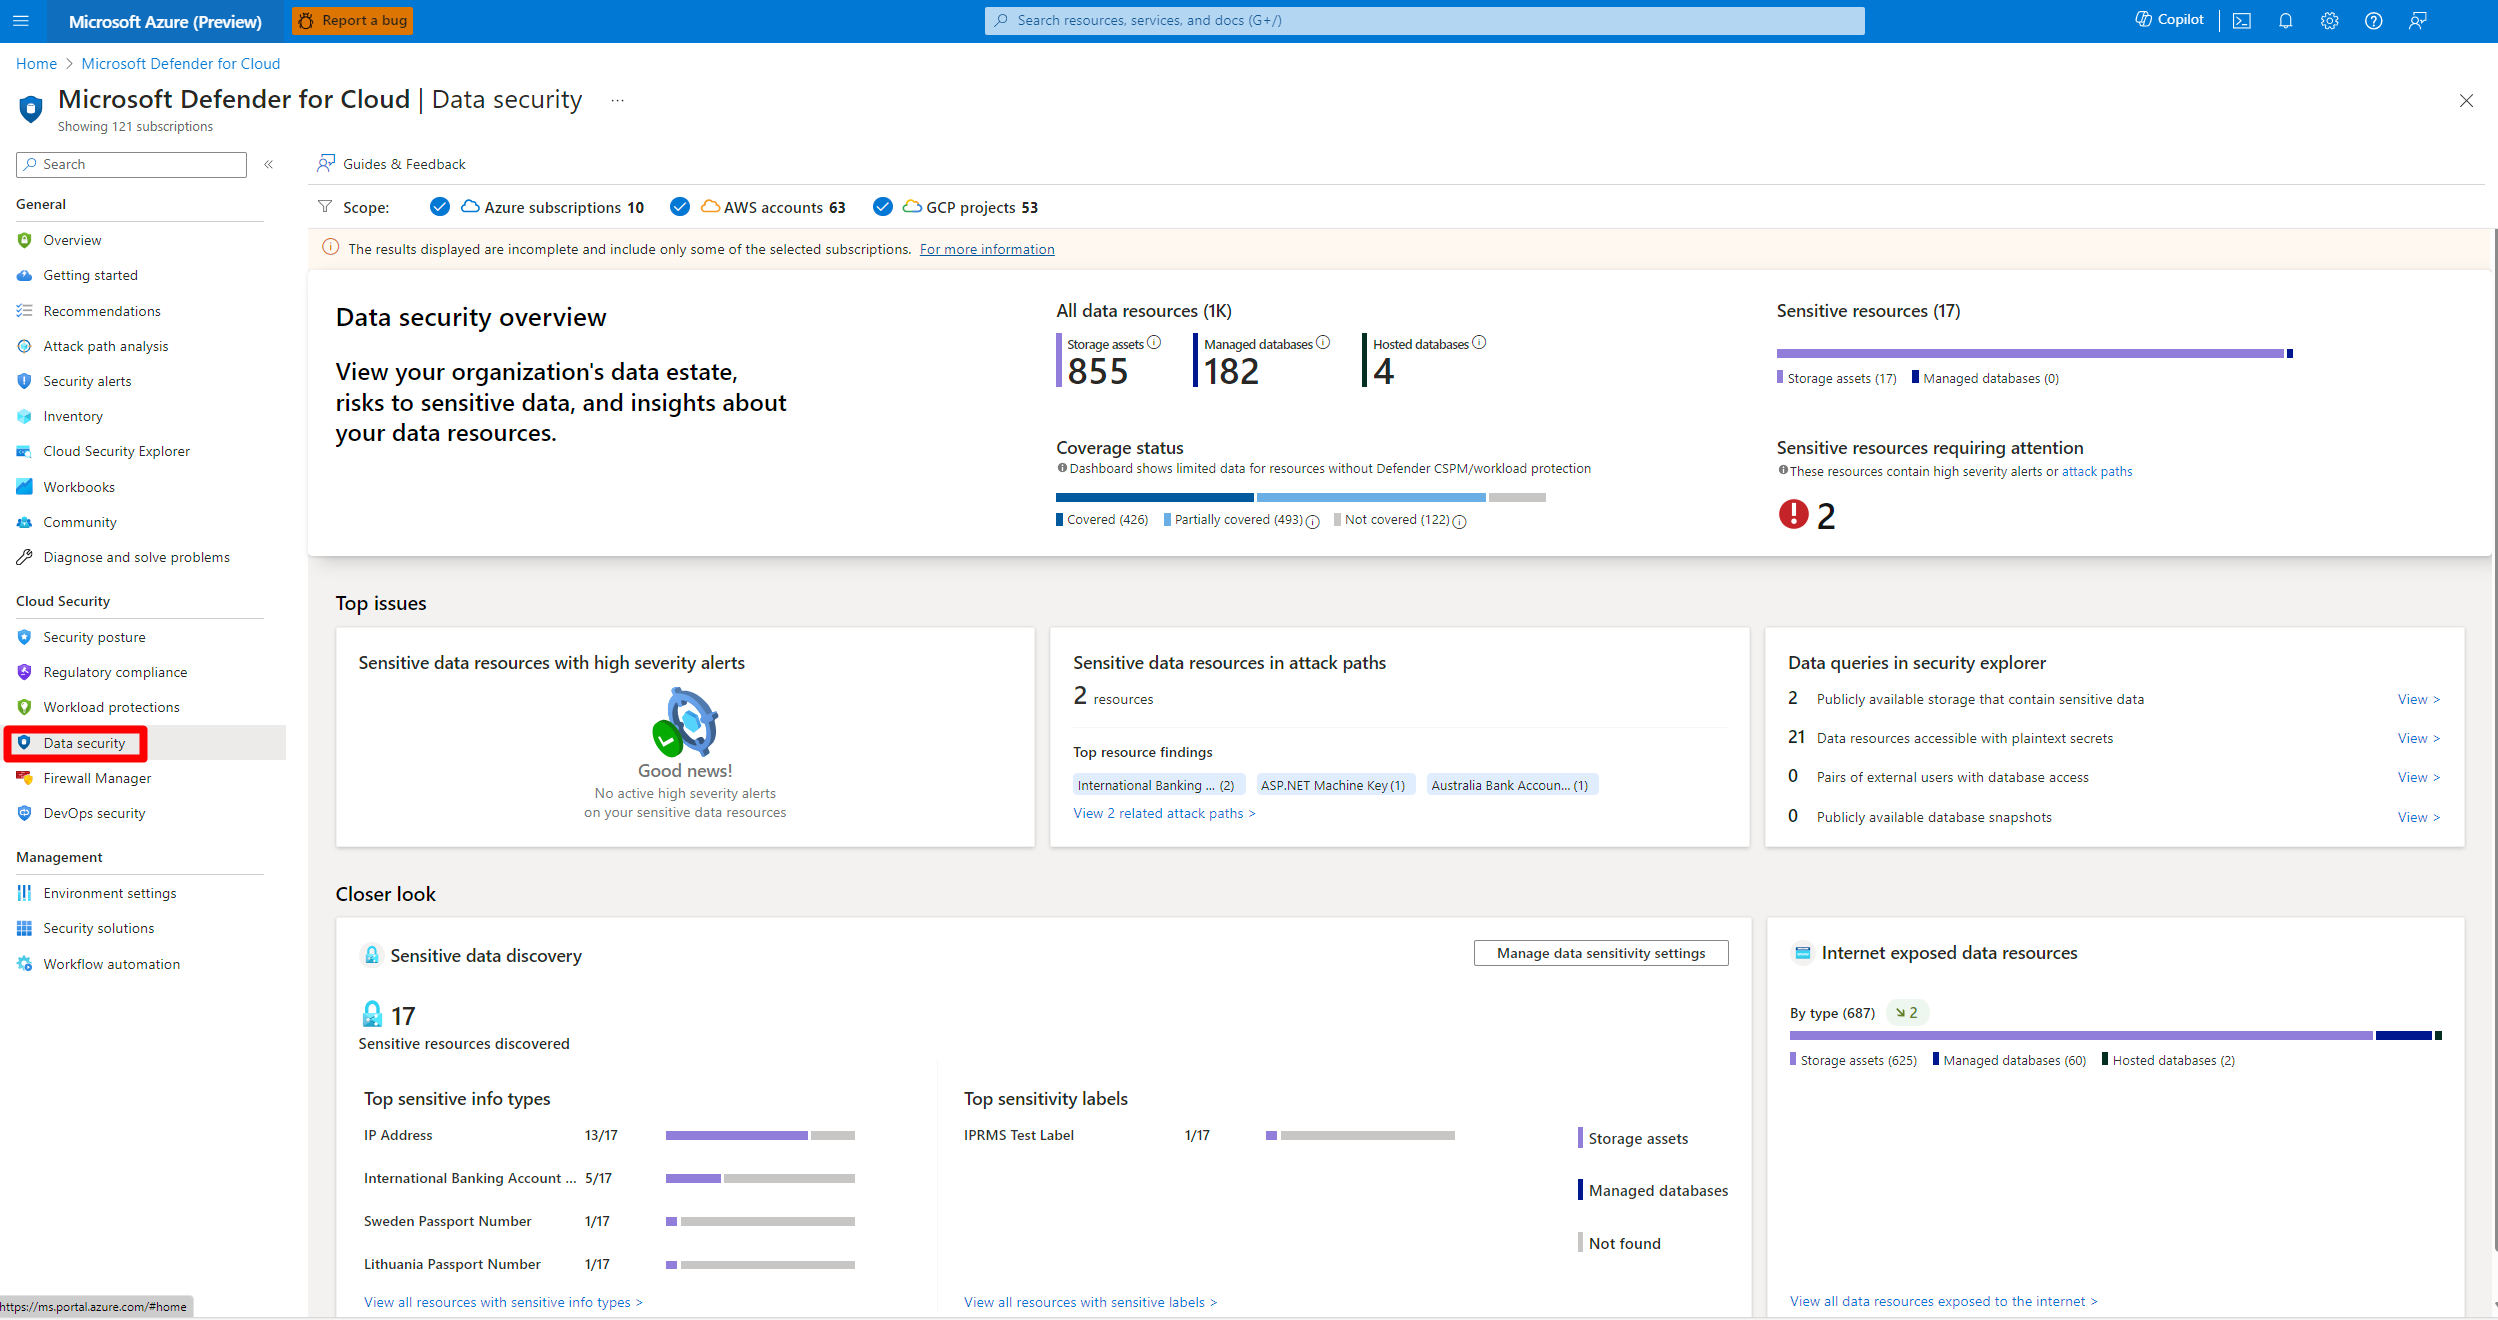 Microsoft Azure (Preview)
Report a bug
Search resources, services, and docs (G+/)
Copilot
Home > Microsoft Defender for Cloud
Microsoft Defender for Cloud | Data security ...
Showing 121 subscriptions
Search
«
General
Overview
Getting started
Recommendations
Attack path analysis
Security alerts
Inventory
Cloud Security Explorer
Workbooks
Community
Diagnose and solve problems
Cloud Security
Security posture
Regulatory compliance
Workload protections
Data security
Firewall Manager
DevOps security
Management
Environment settings
Security solutions
Workflow automation
https://ms.portal.azure.com/#home
Guides & Feedback
Scope: Azure subscriptions 10 AWS accounts 63 GCP projects 53
The results displayed are incomplete and include only some of the selected subscriptions. For more information
Data security overview
View your organization's data estate,
risks to sensitive data, and insights about
your data resources.
All data resources (1K)
Storage assets Managed databases Hosted databases
855 182 4
Sensitive resources (17)
Storage assets (17) Managed databases (0)
Coverage status
Dashboard shows limited data for resources without Defender CSPM/workload protection
Covered (426) Partially covered (493) Not covered (122)
Sensitive resources requiring attention
These resources contain high severity alerts or attack paths
2
Top issues
Sensitive data resources with high severity alerts
Good news!
No active high severity alerts
on your sensitive data resources
Sensitive data resources in attack paths
2 resources
Top resource findings
International Banking ... (2) ASP.NET Machine Key (1) Australia Bank Accoun... (1)
View 2 related attack paths >
Data queries in security explorer
2 Publicly available storage that contain sensitive data View >
21 Data resources accessible with plaintext secrets View >
0 Pairs of external users with database access View >
0 Publicly available database snapshots View >
Closer look
Sensitive data discovery
Manage data sensitivity settings
17
Sensitive resources discovered
Top sensitive info types
IP Address 13/17
International Banking Account ... 5/17
Sweden Passport Number 1/17
Lithuania Passport Number 1/17
View all resources with sensitive info types >
Top sensitivity labels
IPRMS Test Label 1/17
Storage assets
Managed databases
Not found
View all resources with sensitive labels >
Internet exposed data resources
By type (687) 2
Storage assets (625) Managed databases (60) Hosted databases (2)
View all data resources exposed to the internet >